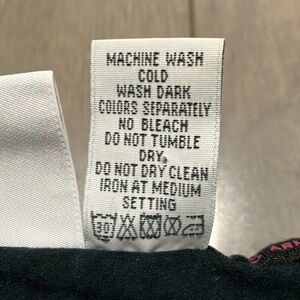 MACHINE WASH
COLD
WASH DARK
COLORS SEPARATELY
NO BLEACH
DO NOT TUMBLE
DRY.
DO NOT DRY CLEAN
IRON AT MEDIUM
SETTING
30